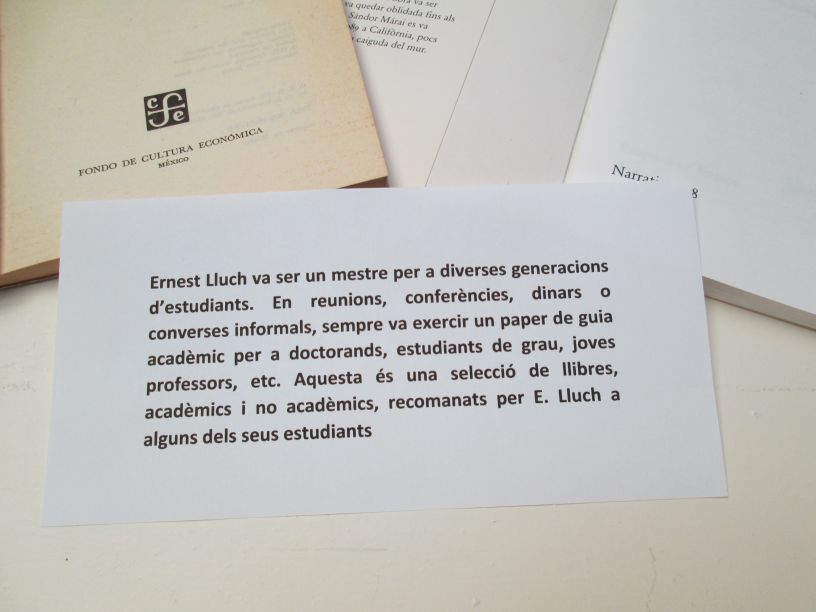 va quedar oblidada fins als
Sándor Márai es va
a Califòrnia, pocs
caiguda del mur.
cfe
FONDO DE CULTURA ECONÓMICA
MÉXICO
8
Ernest Lluch va ser un mestre per a diverses generacions
d'estudiants. En reunions, conferències, dinars o
converses informals, sempre va exercir un paper de guia
acadèmic per a doctorands, estudiants de grau, joves
professors, etc. Aquesta és una selecció de llibres,
acadèmics i no acadèmics, recomanats per E. Lluch a
alguns dels seus estudiants